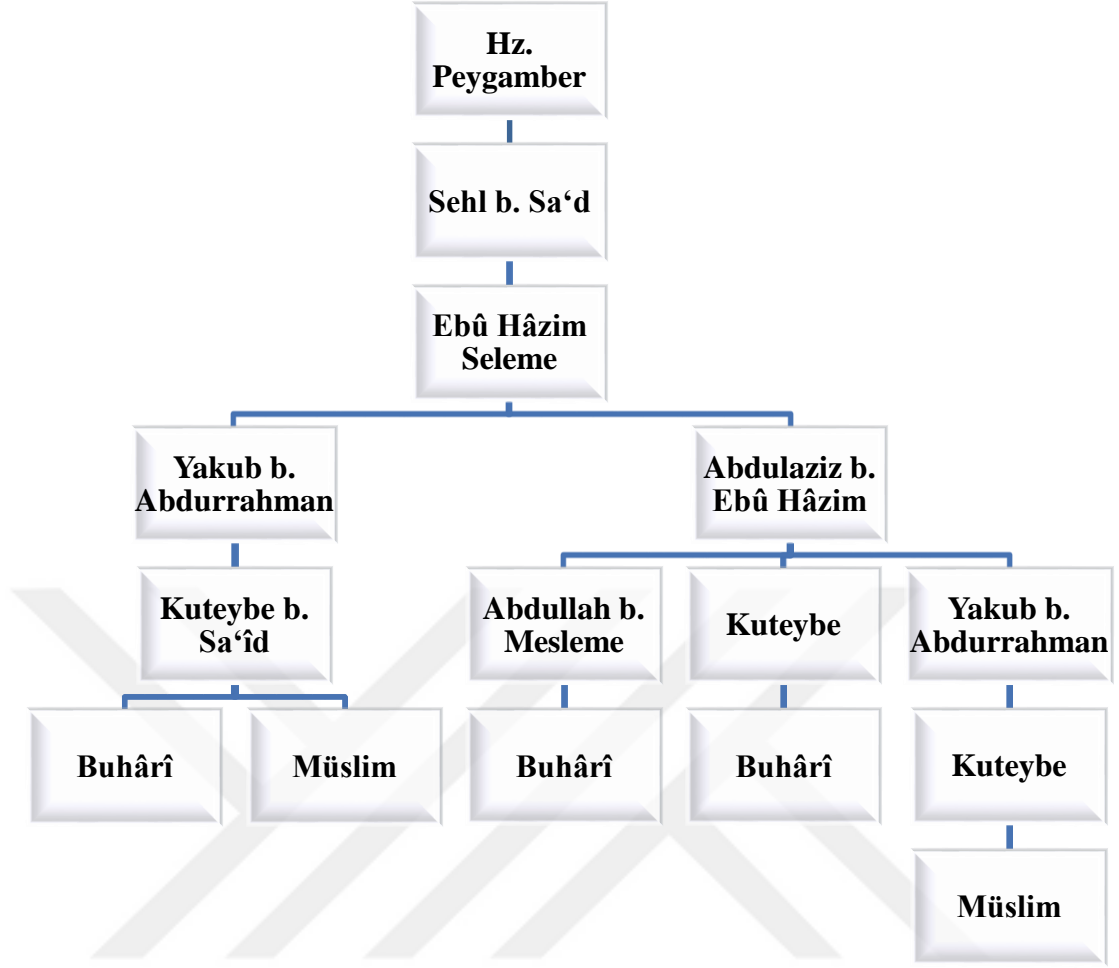 Hz.
Peygamber
Sehl b. Sa‘d
Ebû Hâzim
Seleme
Yakub b.
Abdurrahman
Abdulaziz b.
Ebû Hâzim
Kuteybe b.
Sa‘îd
Abdullah b.
Mesleme
Kuteybe
Yakub b.
Abdurrahman
Buhârî
Müslim
Buhârî
Buhârî
Kuteybe
Müslim